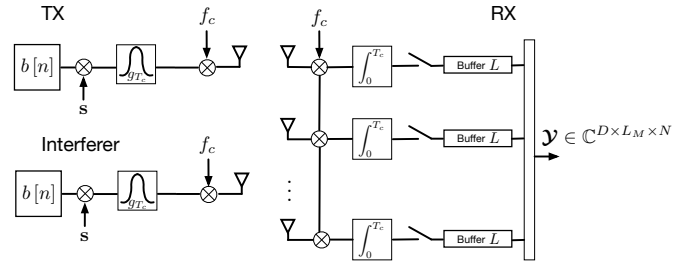 TX
f_c
b[n]
g_{T_c}
s
Interferer
f_c
b[n]
g_{T_c}
s
RX
f_c
∫_0^{T_c}
Buffer L
∫_0^{T_c}
Buffer L
⋮
∫_0^{T_c}
Buffer L
𝓨 ∈ ℂ^{D×L_M×N}